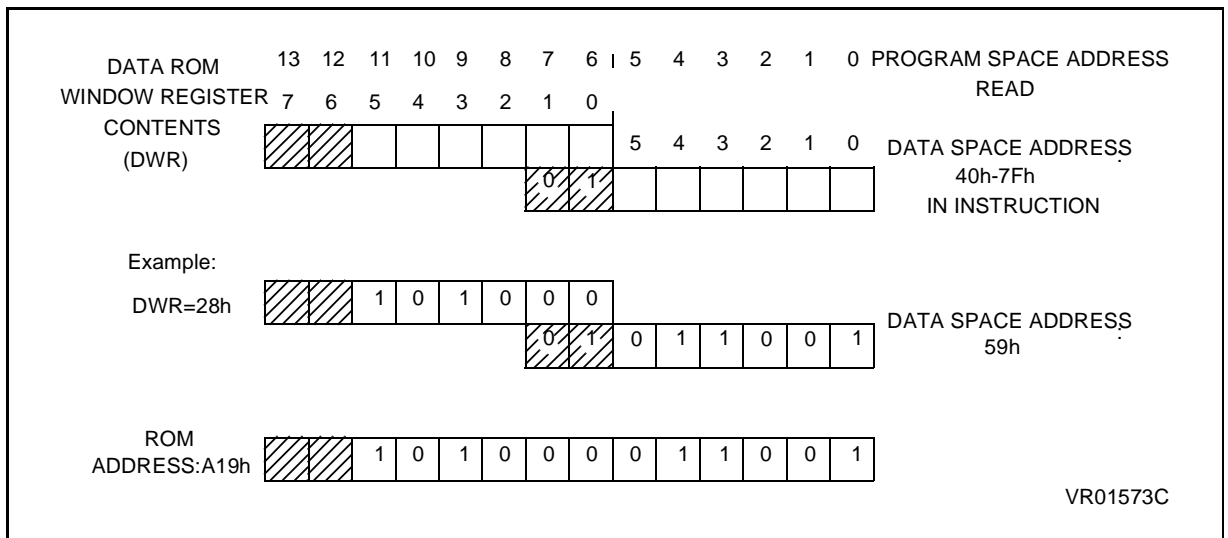 DATA ROM
WINDOW REGISTER
CONTENTS
(DWR)
13 12 11 10 9 8 7 6 5 4 3 2 1 0
PROGRAM SPACE ADDRESS
READ
7 6 5 4 3 2 1 0
5 4 3 2 1 0
DATA SPACE ADDRESS
:
40h-7Fh
IN INSTRUCTION
0 1
Example:
DWR=28h
1 0 1 0 0 0
0 1 0 1 1 0 0 1
DATA SPACE ADDRESS
:
59h
ROM
ADDRESS:A19h
1 0 1 0 0 0 0 1 1 0 0 1
VR01573C